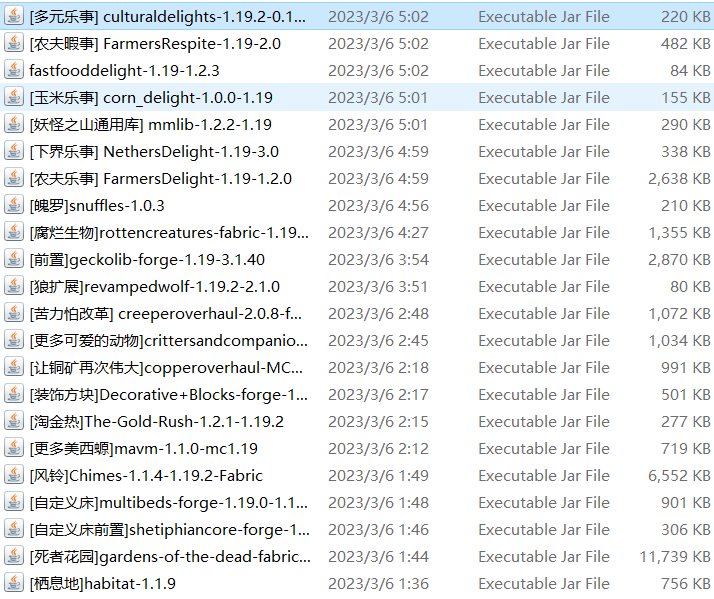 [多元乐事] culturaldelights-1.19.2-0.1... 2023/3/6 5:02 Executable Jar File 220 KB
[农夫暇事] FarmersRespite-1.19-2.0 2023/3/6 5:02 Executable Jar File 482 KB
fastfooddelight-1.19-1.2.3 2023/3/6 5:02 Executable Jar File 84 KB
[玉米乐事] corn_delight-1.0.0-1.19 2023/3/6 5:01 Executable Jar File 155 KB
[妖怪之山通用库] mmlib-1.2.2-1.19 2023/3/6 5:01 Executable Jar File 290 KB
[下界乐事] NethersDelight-1.19-3.0 2023/3/6 4:59 Executable Jar File 338 KB
[农夫乐事] FarmersDelight-1.19-1.2.0 2023/3/6 4:59 Executable Jar File 2,638 KB
[魄罗]snuffles-1.0.3 2023/3/6 4:56 Executable Jar File 210 KB
[腐烂生物]rottencreatures-fabric-1.19... 2023/3/6 4:27 Executable Jar File 1,355 KB
[前置]geckolib-forge-1.19-3.1.40 2023/3/6 3:54 Executable Jar File 2,870 KB
[狼扩展]revampedwolf-1.19.2-2.1.0 2023/3/6 3:51 Executable Jar File 80 KB
[苦力怕改革] creeperoverhaul-2.0.8-f... 2023/3/6 2:48 Executable Jar File 1,072 KB
[更多可爱的动物]crittersandcompanio... 2023/3/6 2:45 Executable Jar File 1,034 KB
[让铜矿再次伟大]copperoverhaul-MC... 2023/3/6 2:18 Executable Jar File 991 KB
[装饰方块]Decorative+Blocks-forge-1... 2023/3/6 2:17 Executable Jar File 501 KB
[淘金热]The-Gold-Rush-1.2.1-1.19.2 2023/3/6 2:15 Executable Jar File 277 KB
[更多美西螈]mavm-1.1.0-mc1.19 2023/3/6 2:12 Executable Jar File 719 KB
[风铃]Chimes-1.1.4-1.19.2-Fabric 2023/3/6 1:49 Executable Jar File 6,552 KB
[自定义床]multibeds-forge-1.19.0-1.1... 2023/3/6 1:48 Executable Jar File 901 KB
[自定义床前置]shetiphiancore-forge-1... 2023/3/6 1:46 Executable Jar File 306 KB
[死者花园]gardens-of-the-dead-fabric... 2023/3/6 1:44 Executable Jar File 11,739 KB
[栖息地]habitat-1.1.9 2023/3/6 1:36 Executable Jar File 756 KB